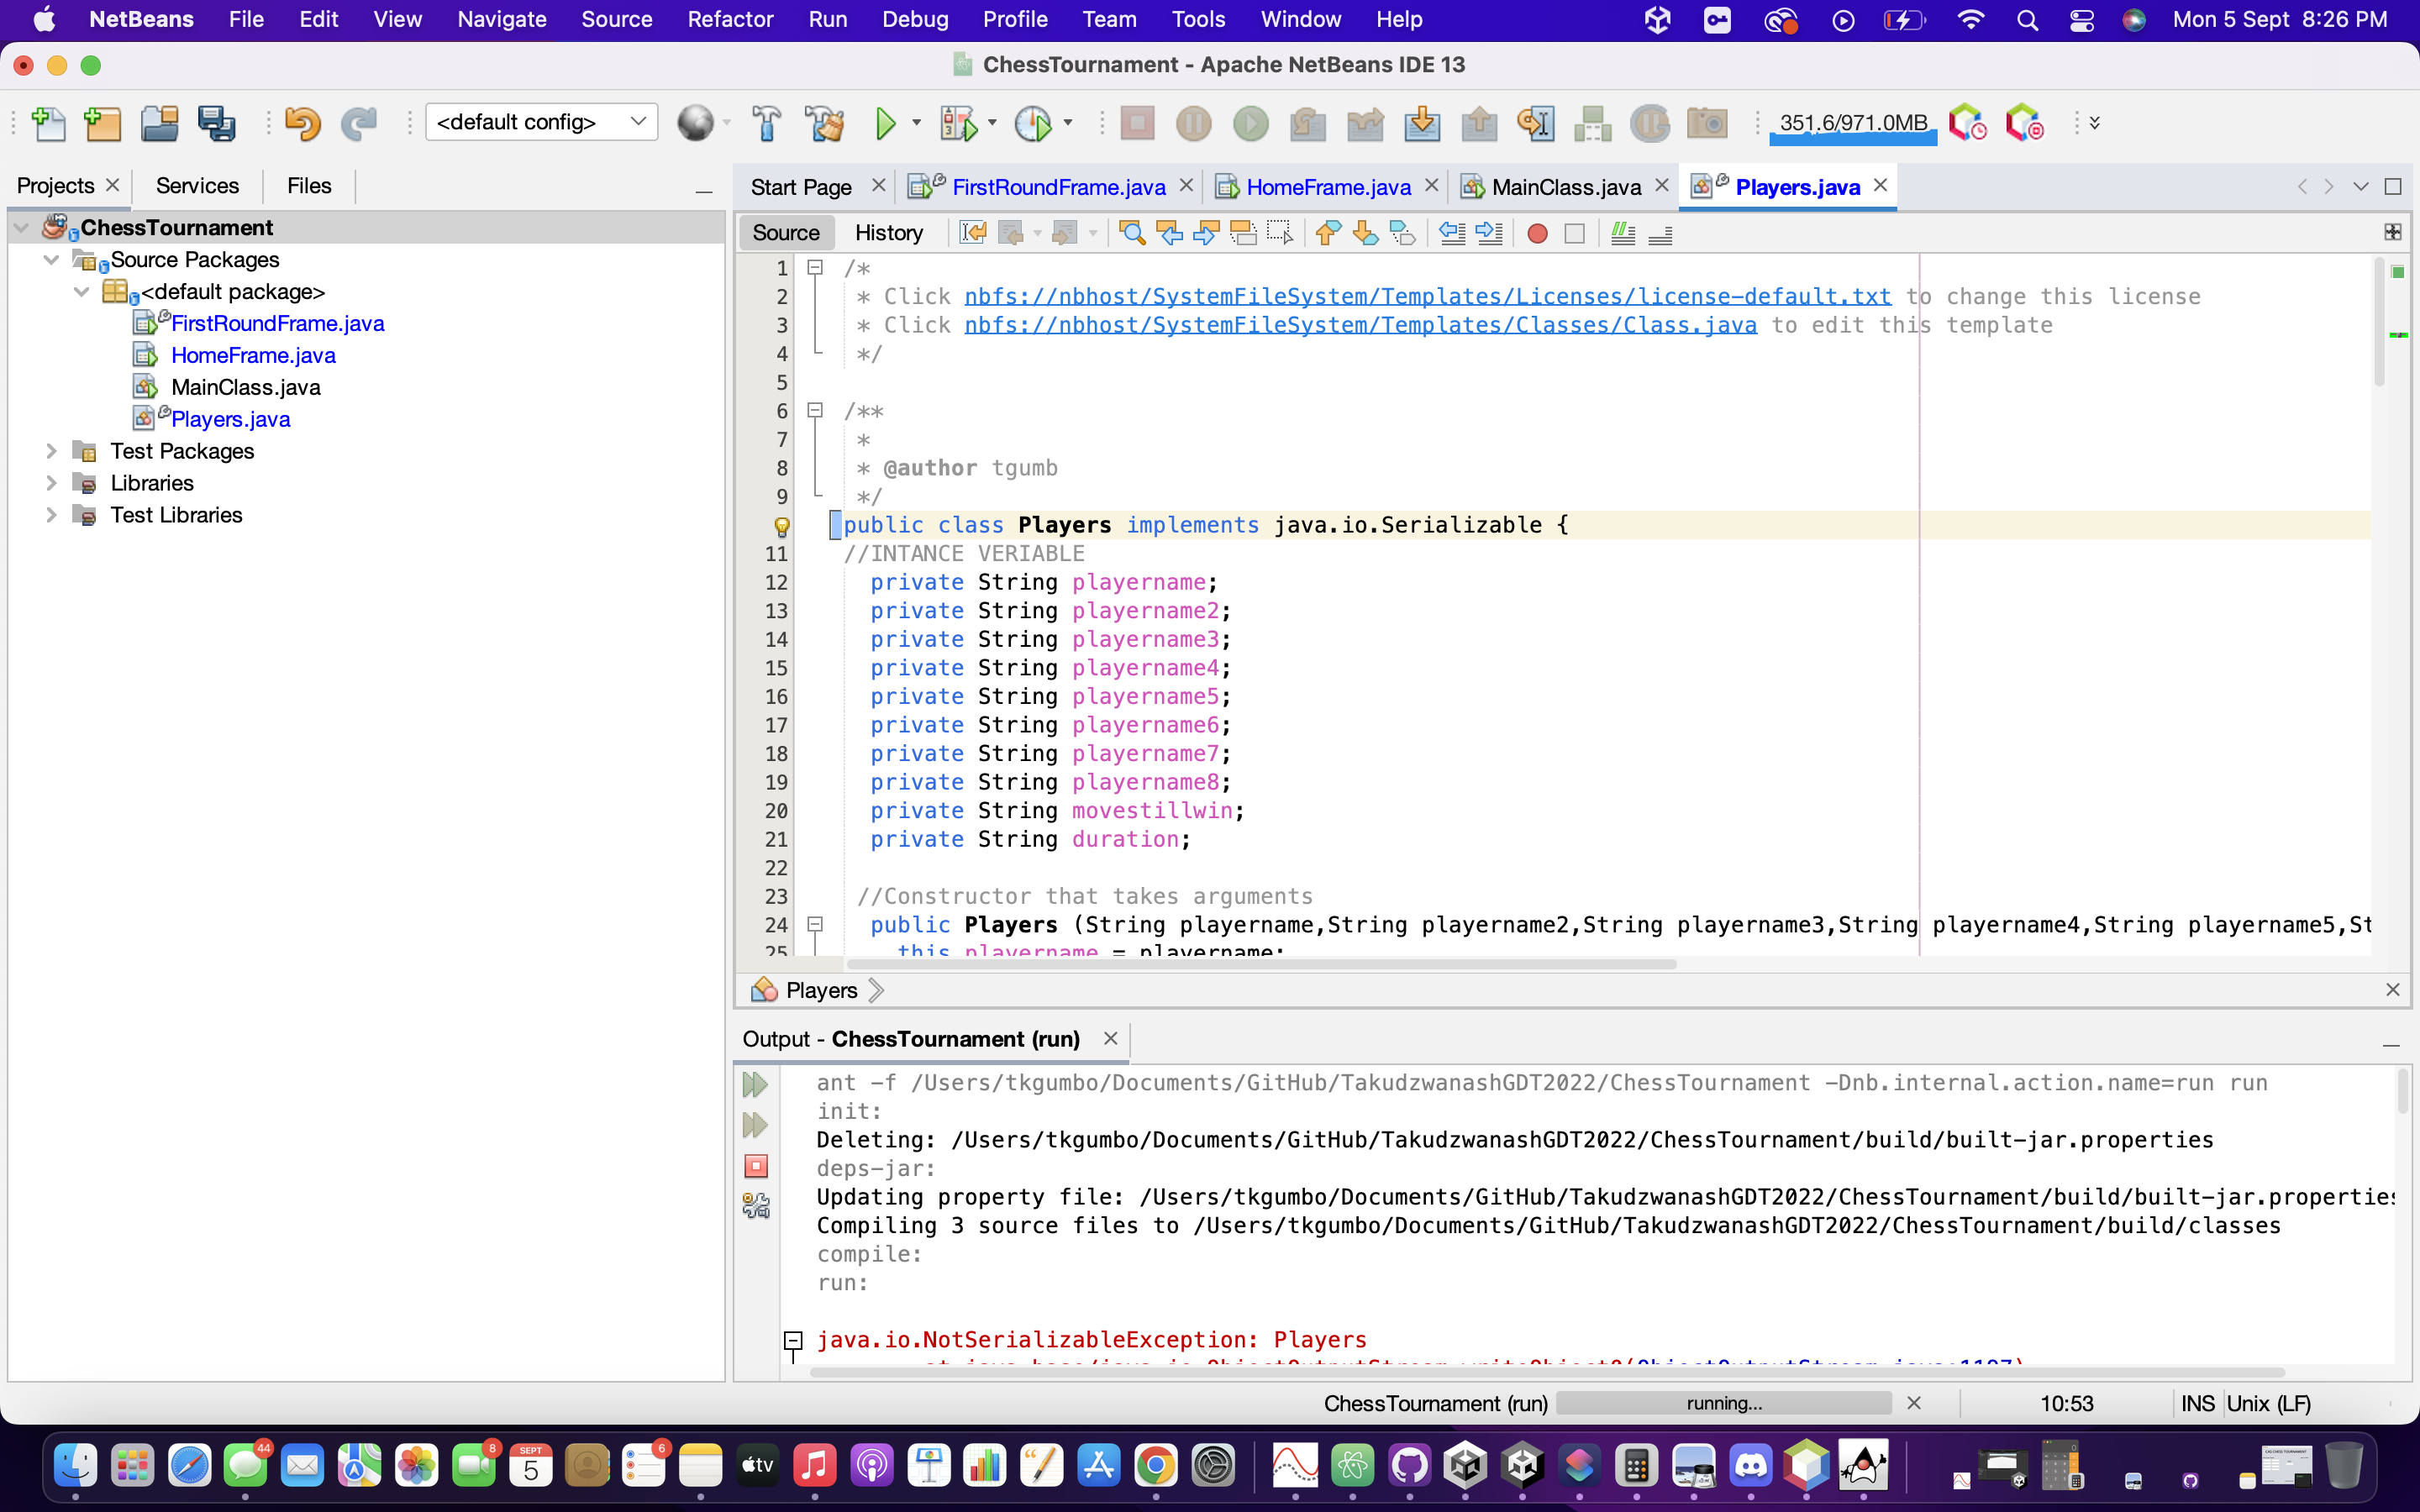 NetBeans File Edit View Navigate Source Refactor Run Debug Profile Team Tools Window Help Mon 5 Sept 8:26 PM
ChessTournament - Apache NetBeans IDE 13
<default config> 351.6/971.0MB
Projects Services Files
ChessTournament
Source Packages
<default package>
FirstRoundFrame.java
HomeFrame.java
MainClass.java
Players.java
Test Packages
Libraries
Test Libraries
Start Page FirstRoundFrame.java HomeFrame.java MainClass.java Players.java
Source History
1 /*
2 * Click nbfs://nbhost/SystemFileSystem/Templates/Licenses/license-default.txt to change this license
3 * Click nbfs://nbhost/SystemFileSystem/Templates/Classes/Class.java to edit this template
4 */
5
6 /**
7 *
8 * @author tgumb
9 */
public class Players implements java.io.Serializable {
11 //INTANCE VERIABLE
12 private String playername;
13 private String playername2;
14 private String playername3;
15 private String playername4;
16 private String playername5;
17 private String playername6;
18 private String playername7;
19 private String playername8;
20 private String movestillwin;
21 private String duration;
22
23 //Constructor that takes arguments
24 public Players (String playername,String playername2,String playername3,String playername4,String playername5,St
25 this playername = playername;
Players
Output - ChessTournament (run)
ant -f /Users/tkgumbo/Documents/GitHub/TakudzwanashGDT2022/ChessTournament -Dnb.internal.action.name=run run
init:
Deleting: /Users/tkgumbo/Documents/GitHub/TakudzwanashGDT2022/ChessTournament/build/built-jar.properties
deps-jar:
Updating property file: /Users/tkgumbo/Documents/GitHub/TakudzwanashGDT2022/ChessTournament/build/built-jar.properties
Compiling 3 source files to /Users/tkgumbo/Documents/GitHub/TakudzwanashGDT2022/ChessTournament/build/classes
compile:
run:
java.io.NotSerializableException: Players
ChessTournament (run) running... 10:53 INS Unix (LF)
44 8 SEPT 5 6 tv